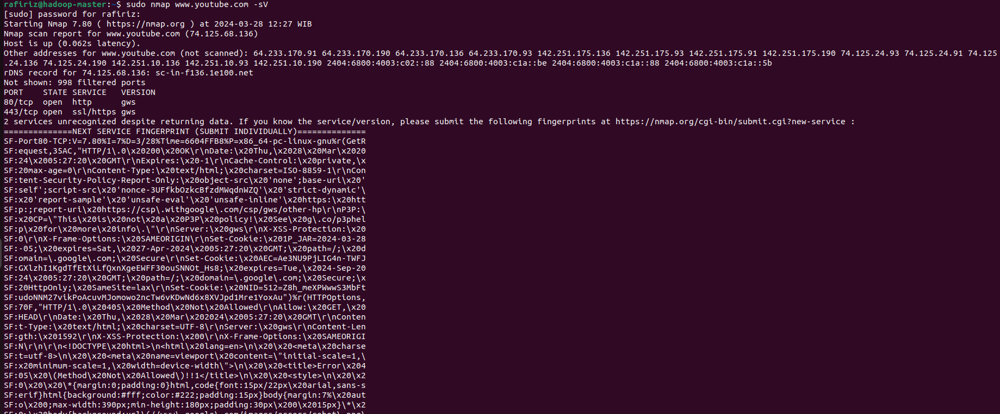 rafiriz@hadoop-master:~$ sudo nmap www.youtube.com -sV
[sudo] password for rafiriz:
Starting Nmap 7.80 ( https://nmap.org ) at 2024-03-28 12:27 WIB
Nmap scan report for www.youtube.com (74.125.68.136)
Host is up (0.062s latency).
Other addresses for www.youtube.com (not scanned): 64.233.170.91 64.233.170.190 64.233.170.136 64.233.170.93 142.251.175.136 142.251.175.93 142.251.175.91 142.251.175.190 74.125.24.93 74.125.24.91 74.125
.24.136 74.125.24.190 142.251.10.136 142.251.10.93 142.251.10.190 2404:6800:4003:c02::88 2404:6800:4003:c1a::be 2404:6800:4003:c1a::88 2404:6800:4003:c1a::5b
rDNS record for 74.125.68.136: sc-in-f136.1e100.net
Not shown: 998 filtered ports
PORT    STATE SERVICE   VERSION
80/tcp  open  http      gws
443/tcp open  ssl/https gws
2 services unrecognized despite returning data. If you know the service/version, please submit the following fingerprints at https://nmap.org/cgi-bin/submit.cgi?new-service :
==============NEXT SERVICE FINGERPRINT (SUBMIT INDIVIDUALLY)==============
SF-Port80-TCP:V=7.80%I=7%D=3/28%Time=6604FFB8%P=x86_64-pc-linux-gnu%r(GetR
SF:equest,35AC,"HTTP/1\.0\x20200\x20OK\r\nDate:\x20Thu,\x2028\x20Mar\x2020
SF:24\x2005:27:20\x20GMT\r\nExpires:\x20-1\r\nCache-Control:\x20private,\x
SF:20max-age=0\r\nContent-Type:\x20text/html;\x20charset=ISO-8859-1\r\nCon
SF:tent-Security-Policy-Report-Only:\x20object-src\x20'none';base-uri\x20'
SF:self';script-src\x20'nonce-3UFfkbOzkcBfzdMWqdnWZQ'\x20'strict-dynamic'\
SF:x20'report-sample'\x20'unsafe-eval'\x20'unsafe-inline'\x20https:\x20htt
SF:p:;report-uri\x20https://csp\.withgoogle\.com/csp/gws/other-hp\r\nP3P:\
SF:x20CP=\"This\x20is\x20not\x20a\x20P3P\x20policy!\x20See\x20g\.co/p3phel
SF:p\x20for\x20more\x20info\.\"\r\nServer:\x20gws\r\nX-XSS-Protection:\x20
SF:0\r\nX-Frame-Options:\x20SAMEORIGIN\r\nSet-Cookie:\x201P_JAR=2024-03-28
SF:-05;\x20expires=Sat,\x2027-Apr-2024\x2005:27:20\x20GMT;\x20path=/;\x20d
SF:omain=\.google\.com;\x20Secure\r\nSet-Cookie:\x20AEC=Ae3NU9PjLIG4n-TWFJ
SF:GXlzhI1KgdTfEtXiLfQxnXgeEWFF30ouSNNOt_Hs8;\x20expires=Tue,\x2024-Sep-20
SF:24\x2005:27:20\x20GMT;\x20path=/;\x20domain=\.google\.com;\x20Secure;\x
SF:20HttpOnly;\x20SameSite=lax\r\nSet-Cookie:\x20NID=512=Z8h_meXPWwwS3MbFt
SF:udoNNM27vikPoAcuvMJomowo2ncTw6vKDwNd6x8XVJpd1Mre1YoxAu")%r(HTTPOptions,
SF:70F,"HTTP/1\.0\x20405\x20Method\x20Not\x20Allowed\r\nAllow:\x20GET,\x20
SF:HEAD\r\nDate:\x20Thu,\x2028\x20Mar\x202024\x2005:27:20\x20GMT\r\nConten
SF:t-Type:\x20text/html;\x20charset=UTF-8\r\nServer:\x20gws\r\nContent-Len
SF:gth:\x201592\r\nX-XSS-Protection:\x200\r\nX-Frame-Options:\x20SAMEORIGI
SF:N\r\n\r\n<!DOCTYPE\x20html>\n<html\x20lang=en>\n\x20\x20<meta\x20charse
SF:t=utf-8>\n\x20\x20<meta\x20name=viewport\x20content=\"initial-scale=1,\
SF:x20minimum-scale=1,\x20width=device-width\">\n\x20\x20<title>Error\x204
SF:05\x20\(Method\x20Not\x20Allowed\)!!1</title>\n\x20\x20<style>\n\x20\x2
SF:0\x20\x20\*{margin:0;padding:0}html,code{font:15px/22px\x20arial,sans-s
SF:erif}html{background:#fff;color:#222;padding:15px}body{margin:7%\x20aut
SF:o\x200;max-width:390px;min-height:180px;padding:30px\x200\x2015px}\*\x2
SF:0>\x20body{background:url\(//www\.google\.com/images/errors/robot\.png\